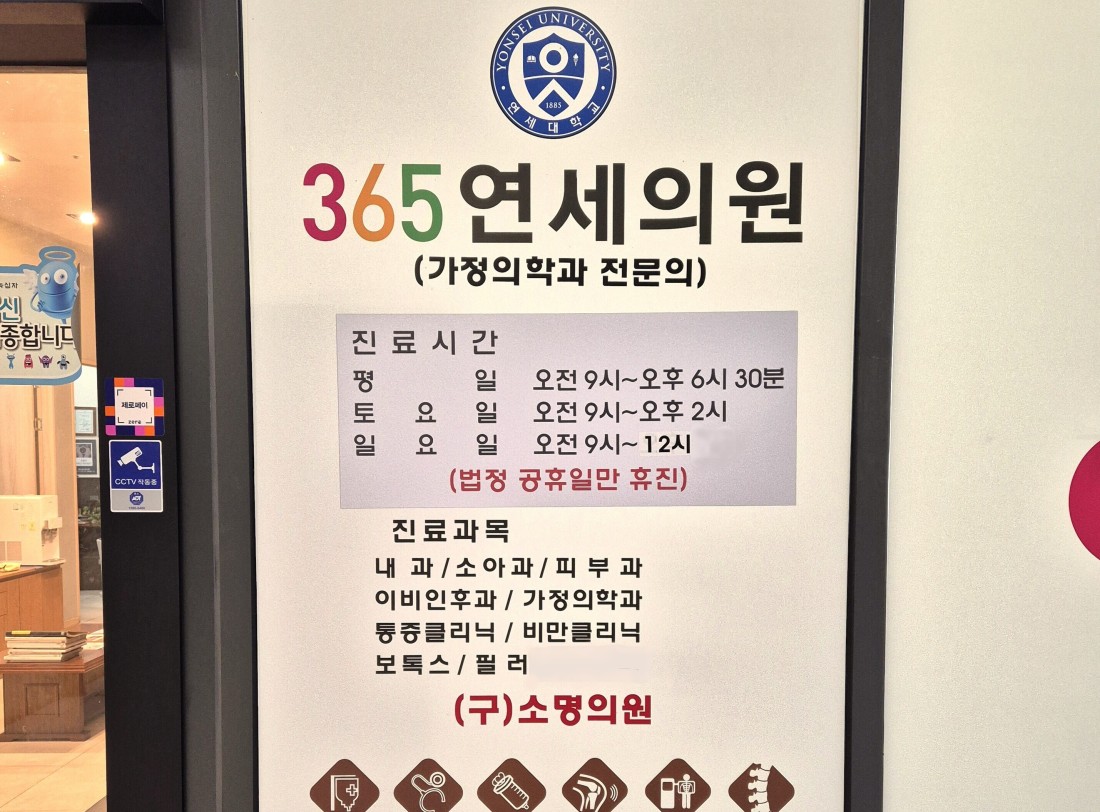 YONSEI UNIVERSITY
1885
연세대학교
365연세의원
(가정의학과 전문의)
진료시간
평 일 오전 9시~오후 6시 30분
토 요 일 오전 9시~오후 2시
일 요 일 오전 9시~ 12시
(법정 공휴일만 휴진)
진료과목
내 과 / 소아과 / 피 부 과
이비인후과 / 가정의학과
통증클리닉 / 비만클리닉
보톡스 / 필 러
(구)소명의원
제로페이
zero
CCTV 작동중
ADT